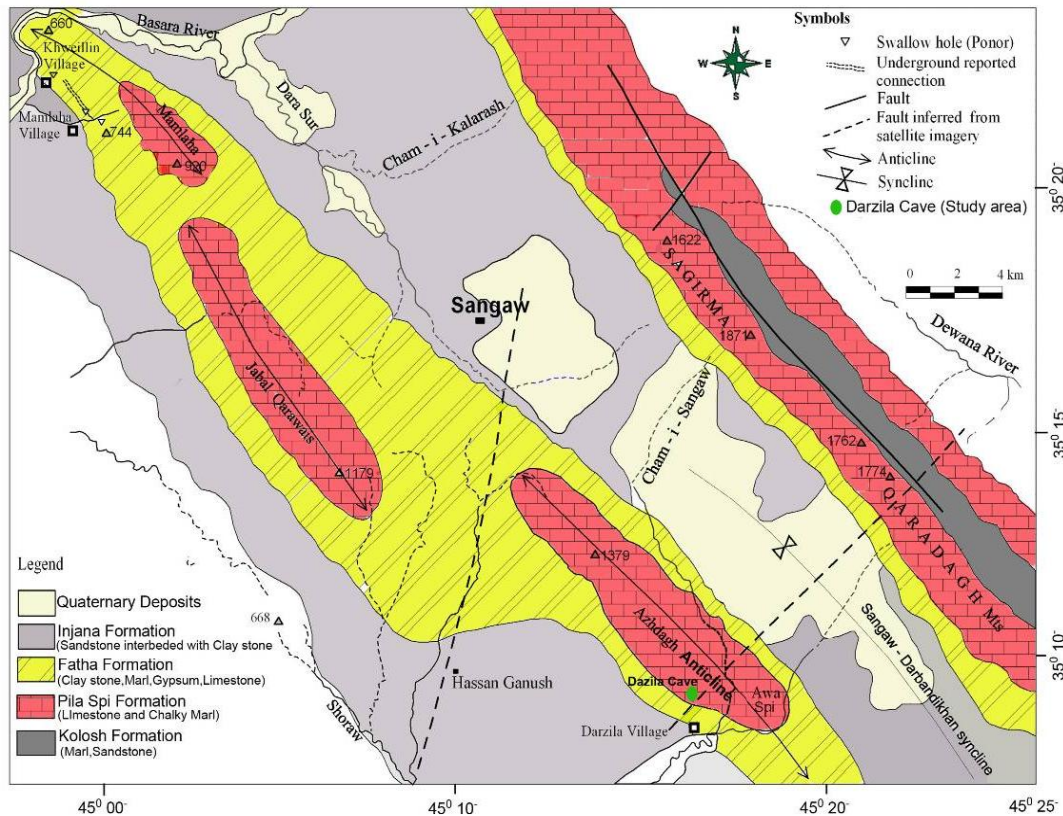 660
Khweillin
Village
Mamlaha
Village
744
Mamlaha
920
Basara River
Dara Sur
Cham - i - Kalarash
Sangaw
Jabal Qarawais
1179
668
Shoraw
Hassan Ganush
1379
Azhdagh Anticline
Dazila Cave
Darzila Village
Awa
Spi
Cham - i - Sangaw
1622
SAGIRMA
1871
1762
1774
QARADAGH Mts
Dewana River
Sangaw - Darbandikhan syncline
N
W E
S
Symbols
Swallow hole (Ponor)
Underground reported
connection
Fault
Fault inferred from
satellite imagery
Anticline
Syncline
Darzila Cave (Study area)
0 2 4 km
35⁰ 20-
35⁰ 15
35⁰ 10-
Legend
Quaternary Deposits
Injana Formation
(Sandstone interbeded with Clay stone
Fatha Formation
(Clay stone,Marl,Gypsum,Limestone)
Pila Spi Formation
(LImestone and Chalky Marl)
Kolosh Formation
(Marl,Sandstone)
45⁰ 00'
45⁰ 10-
45⁰ 20-
45⁰ 25-